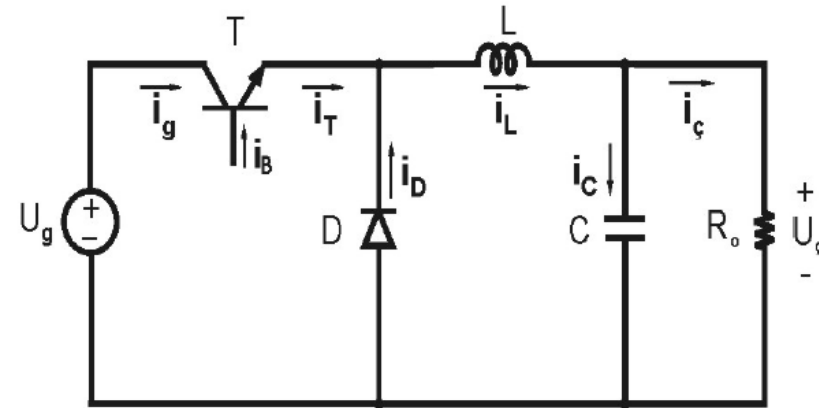 T
L
i_g
i_T
i_L
i_ç
i_B
i_D
i_C
U_g
+
−
D
C
R_o
+
U_ç
-